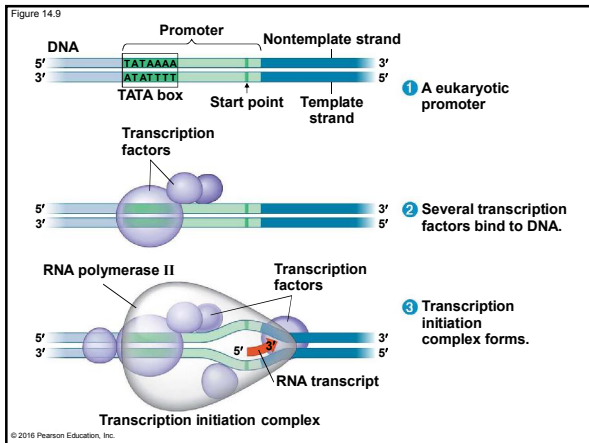 Figure 14.9
Promoter
DNA
Nontemplate strand
5′ TATAAAA 3′
3′ ATATTTT 5′
TATA box
Start point
Template
strand
1 A eukaryotic
promoter
Transcription
factors
5′ 3′
3′ 5′
2 Several transcription
factors bind to DNA.
RNA polymerase II
Transcription
factors
5′ 3′
3′ 5′
5′ 3′
RNA transcript
Transcription initiation complex
3 Transcription
initiation
complex forms.
© 2016 Pearson Education, Inc.